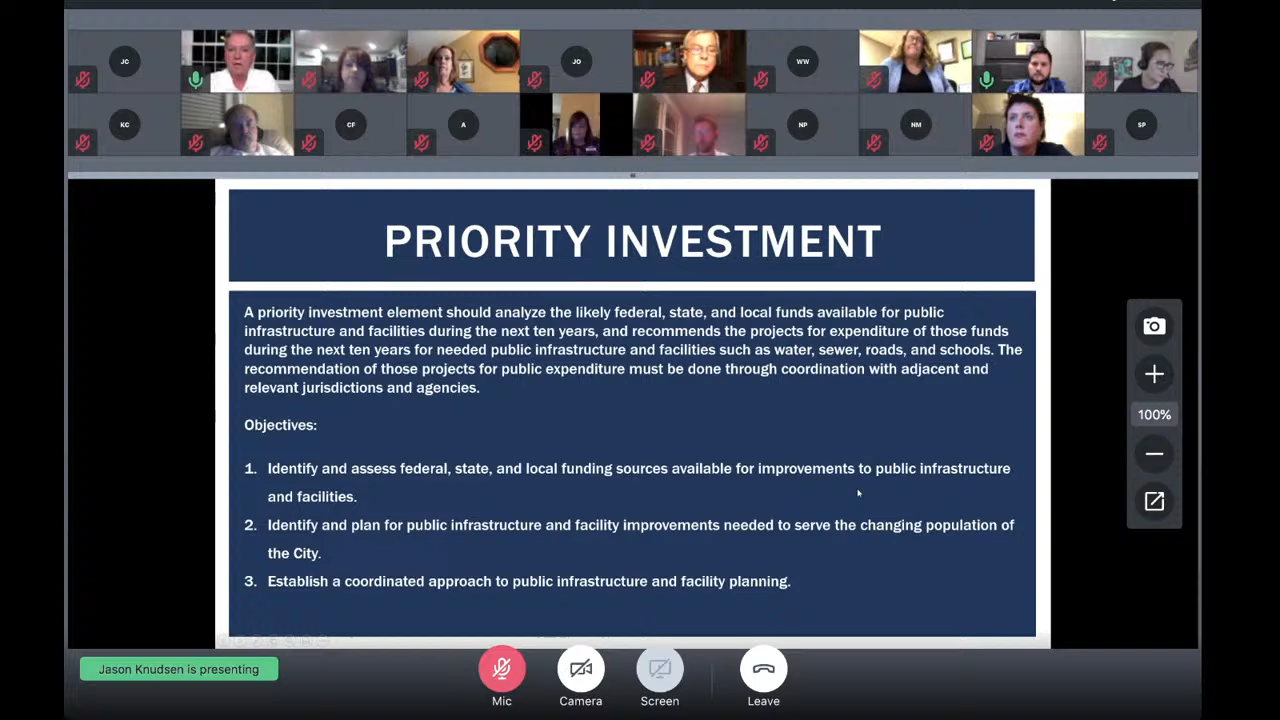 JC
JO
WW
KC
CF
A
NP
NM
SP
PRIORITY INVESTMENT
A priority investment element should analyze the likely federal, state, and local funds available for public
infrastructure and facilities during the next ten years, and recommends the projects for expenditure of those funds
during the next ten years for needed public infrastructure and facilities such as water, sewer, roads, and schools. The
recommendation of those projects for public expenditure must be done through coordination with adjacent and
relevant jurisdictions and agencies.
Objectives:
1. Identify and assess federal, state, and local funding sources available for improvements to public infrastructure
and facilities.
2. Identify and plan for public infrastructure and facility improvements needed to serve the changing population of
the City.
3. Establish a coordinated approach to public infrastructure and facility planning.
100%
Jason Knudsen is presenting
Mic
Camera
Screen
Leave